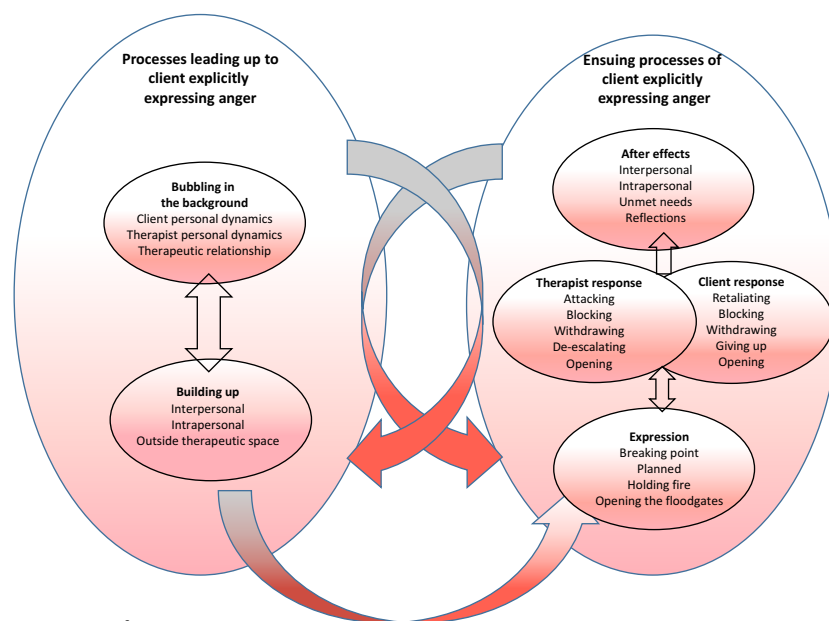 Processes leading up to
client explicitly
expressing anger
Bubbling in
the background
Client personal dynamics
Therapist personal dynamics
Therapeutic relationship
Building up
Interpersonal
Intrapersonal
Outside therapeutic space
Ensuing processes of
client explicitly
expressing anger
After effects
Interpersonal
Intrapersonal
Unmet needs
Reflections
Therapist response
Attacking
Blocking
Withdrawing
De-escalating
Opening
Client response
Retaliating
Blocking
Withdrawing
Giving up
Opening
Expression
Breaking point
Planned
Holding fire
Opening the floodgates